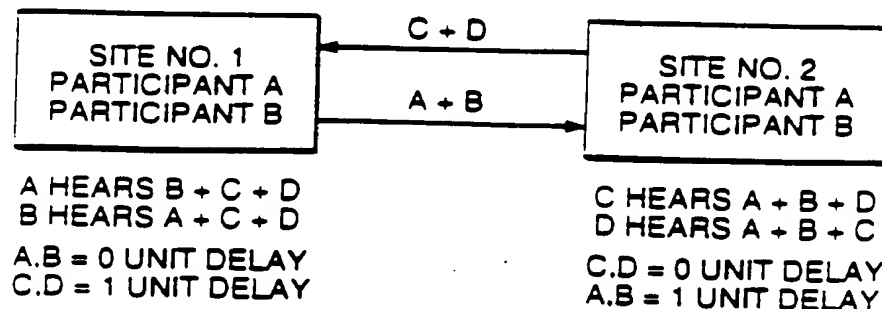 C + D
SITE NO. 1
PARTICIPANT A
PARTICIPANT B
A + B
SITE NO. 2
PARTICIPANT A
PARTICIPANT B
A HEARS B + C + D
B HEARS A + C + D
A.B = 0 UNIT DELAY
C.D = 1 UNIT DELAY
C HEARS A + B + D
D HEARS A + B + C
C.D = 0 UNIT DELAY
A.B = 1 UNIT DELAY